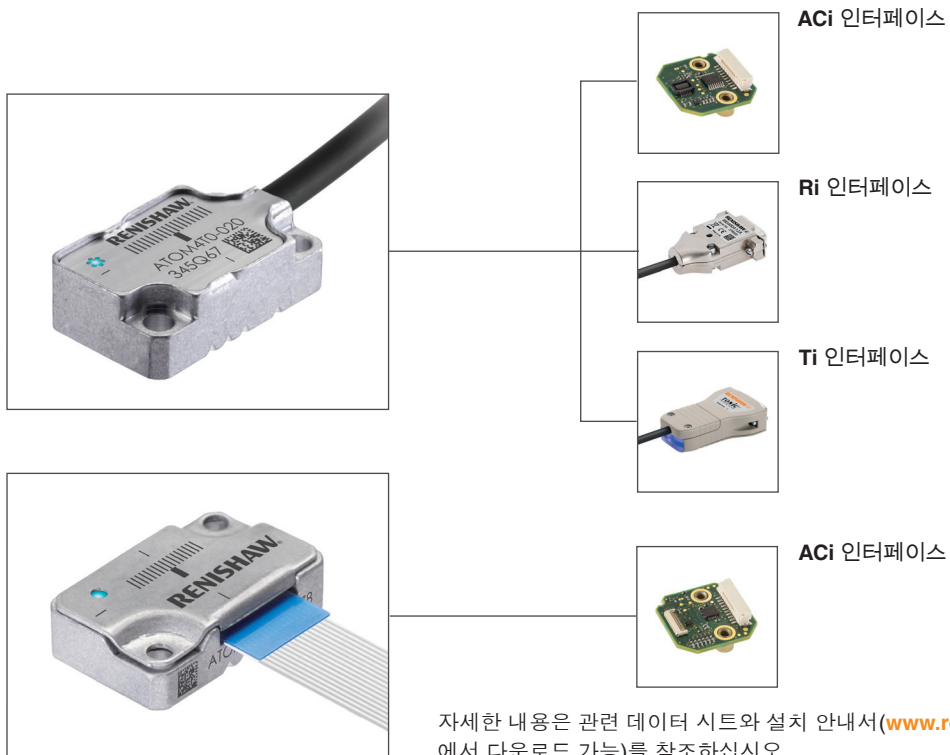 ACi 인터페이스
RENISHAW
ATOM4T0-020
345Q67
Ri 인터페이스
Ti 인터페이스
TONiC
RENISHAW
ACi 인터페이스
자세한 내용은 관련 데이터 시트와 설치 안내서(www.r
에서 다운로드 가능)를 참조하십시오